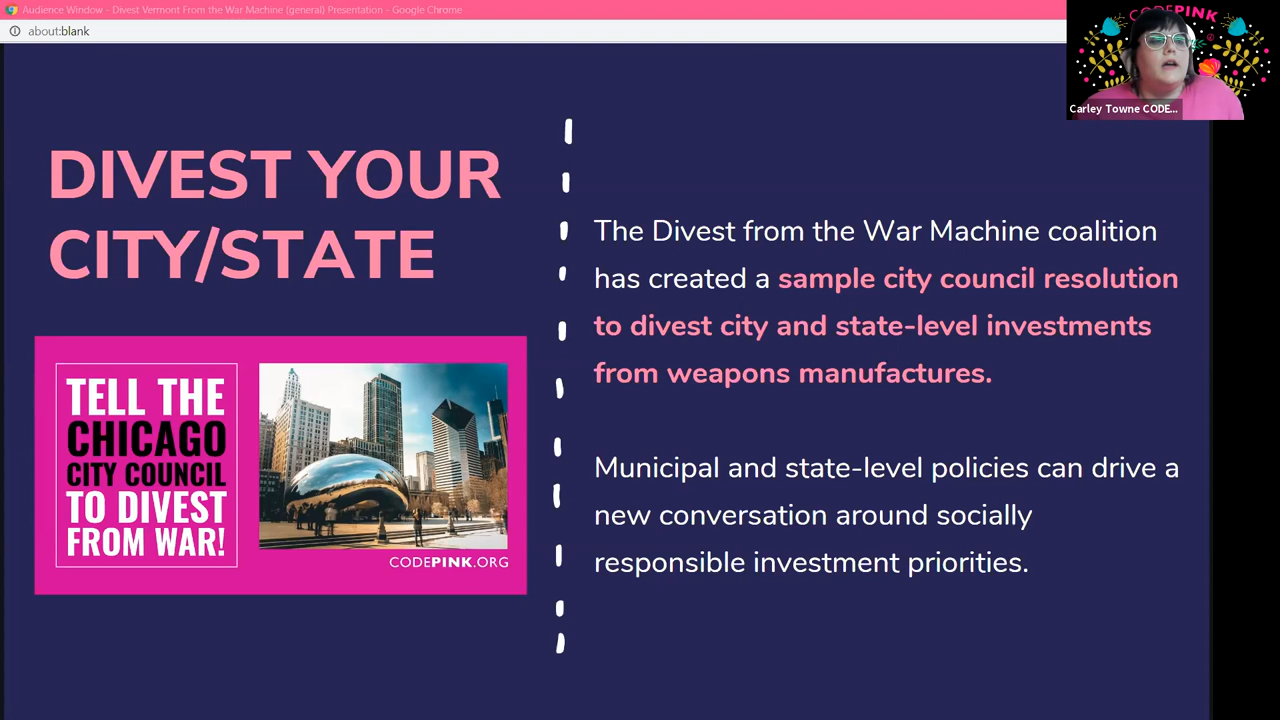 Audience Window - Divest Vermont From the War Machine (general) Presentation - Google Chrome
about:blank
CODEPINK
Carley Towne CODE...
DIVEST YOUR
CITY/STATE
TELL THE
CHICAGO
CITY COUNCIL
TO DIVEST
FROM WAR!
CODEPINK.ORG
The Divest from the War Machine coalition
has created a sample city council resolution
to divest city and state-level investments
from weapons manufactures.
Municipal and state-level policies can drive a
new conversation around socially
responsible investment priorities.